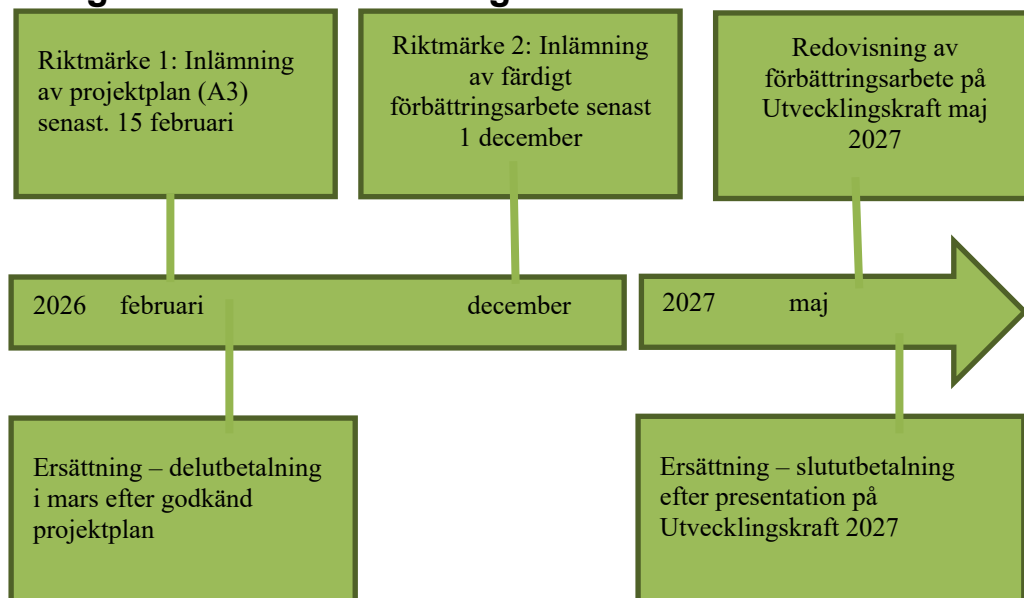 Riktmärke 1: Inlämning
av projektplan (A3)
senast. 15 februari
Riktmärke 2: Inlämning
av färdigt
förbättringsarbete senast
1 december
Redovisning av
förbättringsarbete på
Utvecklingskraft maj
2027
2026 februari december
2027 maj
Ersättning – delutbetalning
i mars efter godkänd
projektplan
Ersättning – slututbetalning
efter presentation på
Utvecklingskraft 2027